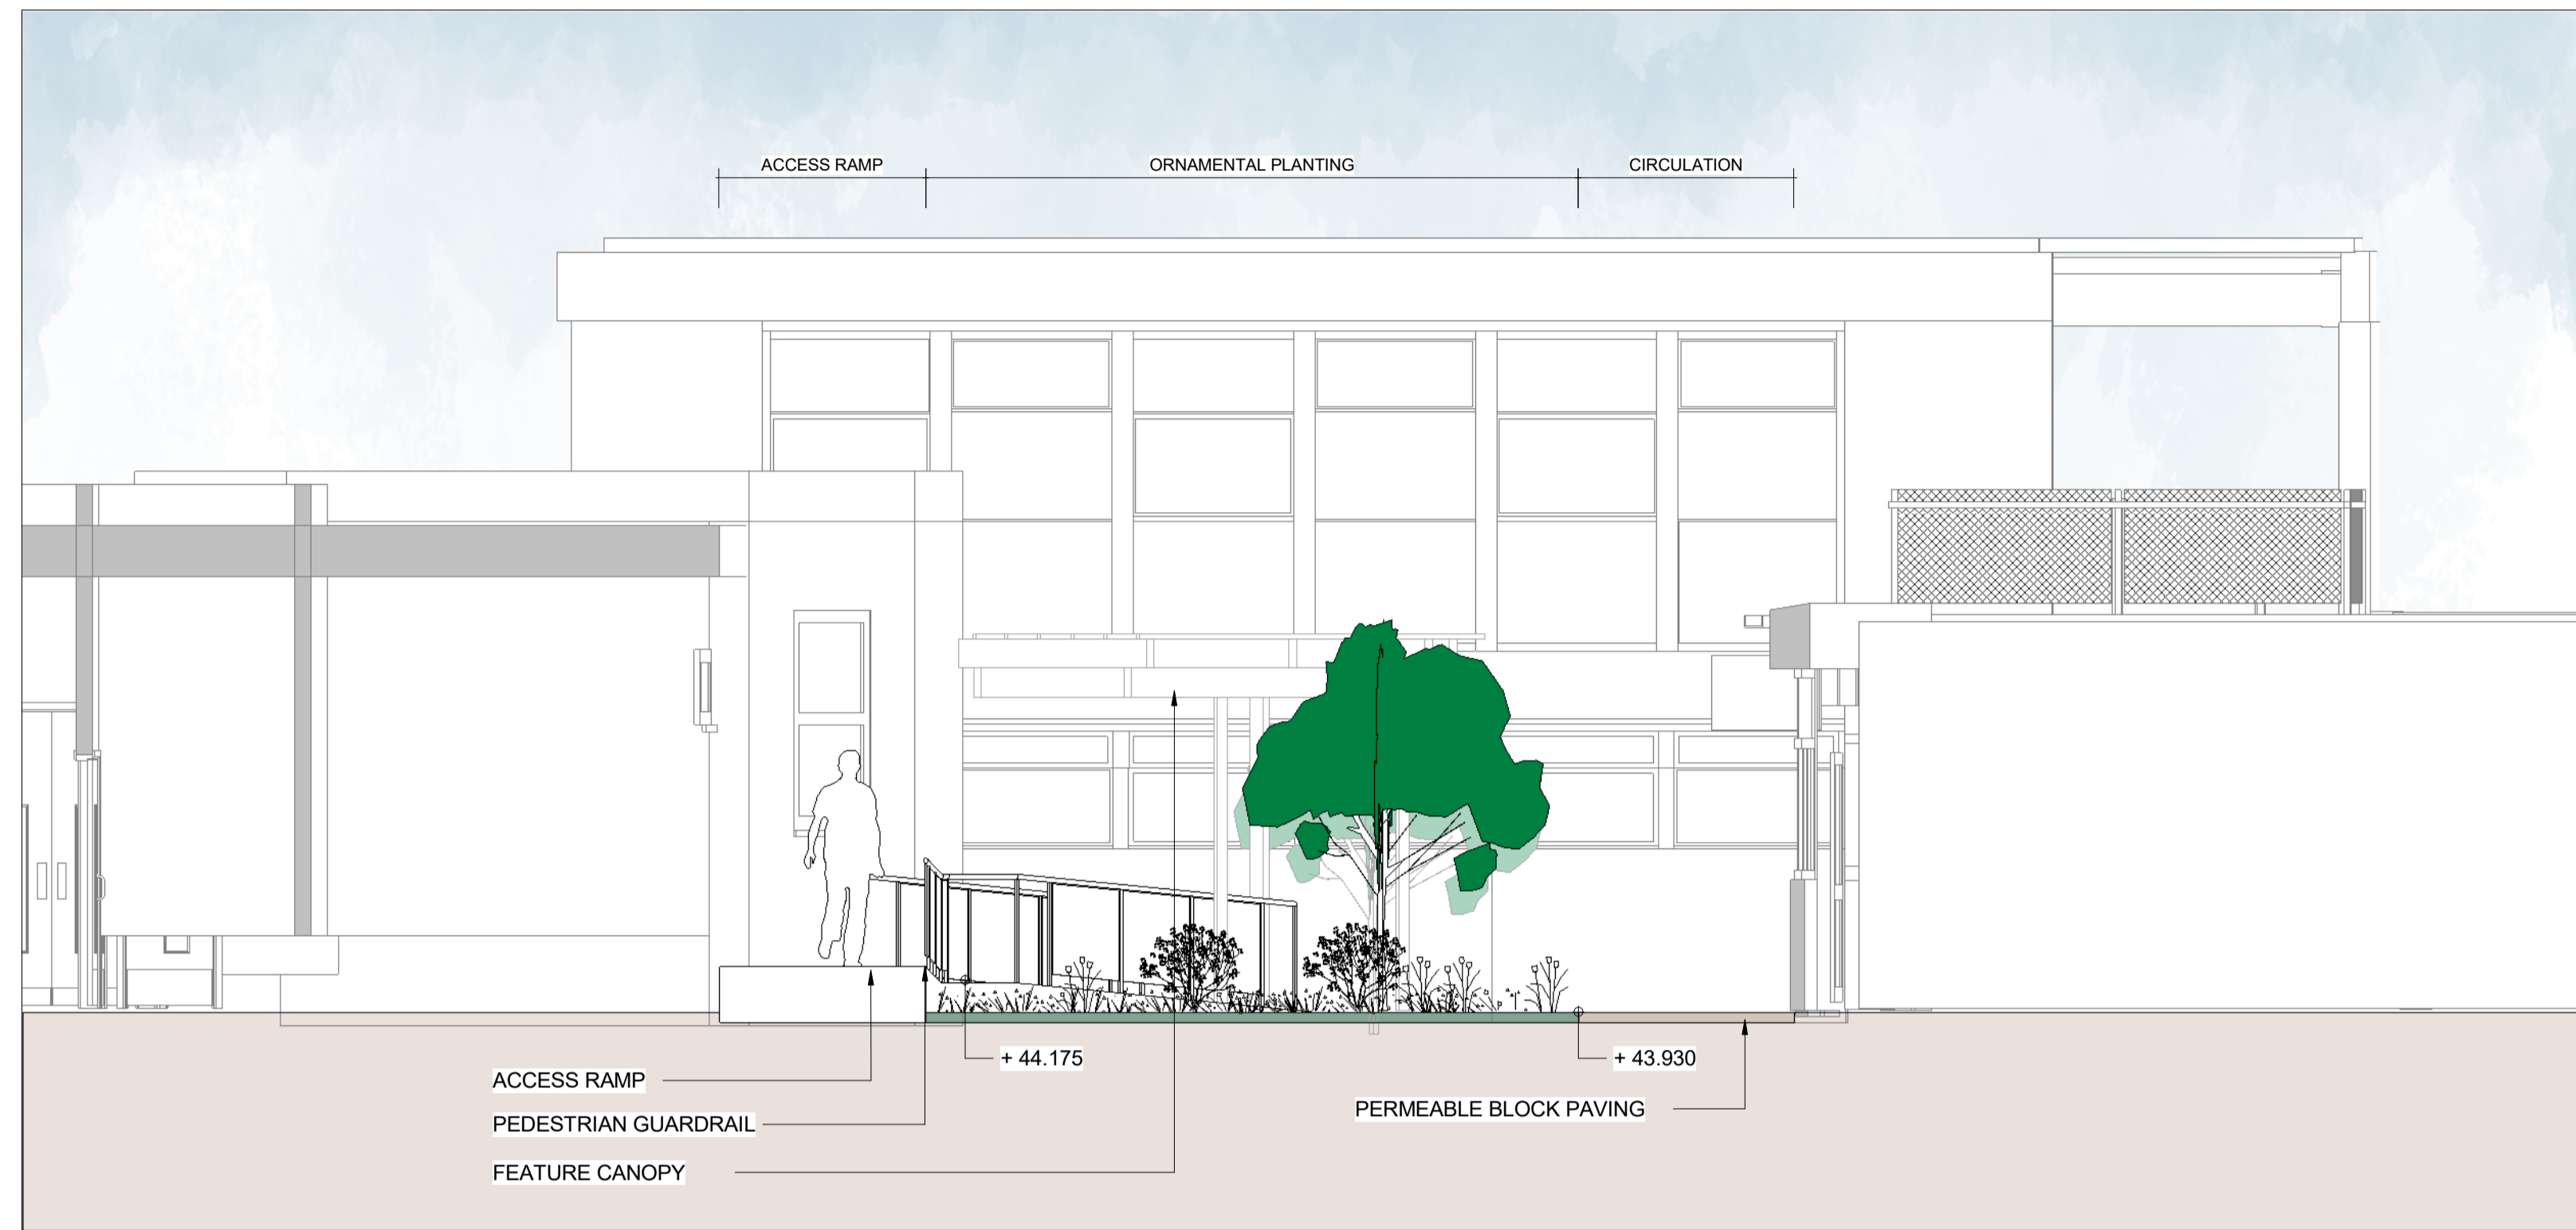 ACCESS RAMP
ORNAMENTAL PLANTING
CIRCULATION
+ 44.175
+ 43.930
ACCESS RAMP
PERMEABLE BLOCK PAVING
PEDESTRIAN GUARDRAIL
FEATURE CANOPY